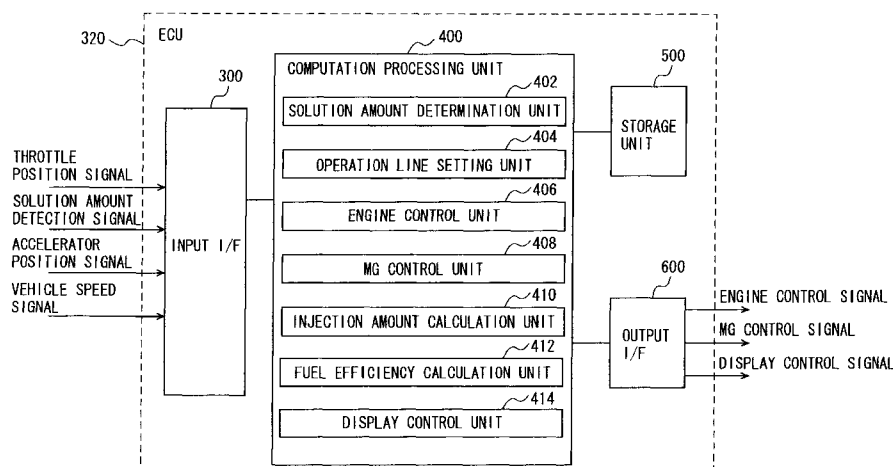 320
ECU
400
COMPUTATION PROCESSING UNIT
300
402
SOLUTION AMOUNT DETERMINATION UNIT
404
OPERATION LINE SETTING UNIT
406
ENGINE CONTROL UNIT
408
MG CONTROL UNIT
410
INJECTION AMOUNT CALCULATION UNIT
412
FUEL EFFICIENCY CALCULATION UNIT
414
DISPLAY CONTROL UNIT
THROTTLE
POSITION SIGNAL
SOLUTION AMOUNT
DETECTION SIGNAL
ACCELERATOR
POSITION SIGNAL
VEHICLE SPEED
SIGNAL
INPUT I/F
500
STORAGE
UNIT
600
OUTPUT
I/F
ENGINE CONTROL SIGNAL
MG CONTROL SIGNAL
DISPLAY CONTROL SIGNAL